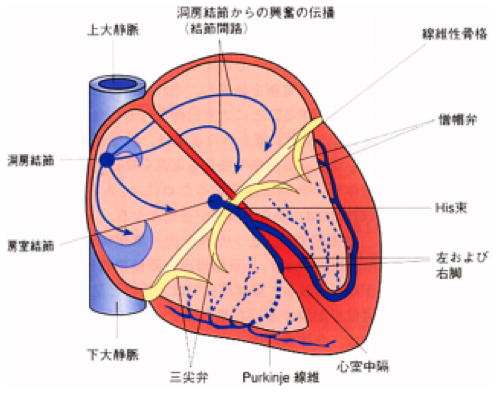 洞房結節からの興奮の伝播
(結節間路)
上大静脈
線維性骨格
僧帽弁
洞房結節
His束
房室結節
左および
右脚
下大静脈
三尖弁
Purkinje 線維
心室中隔